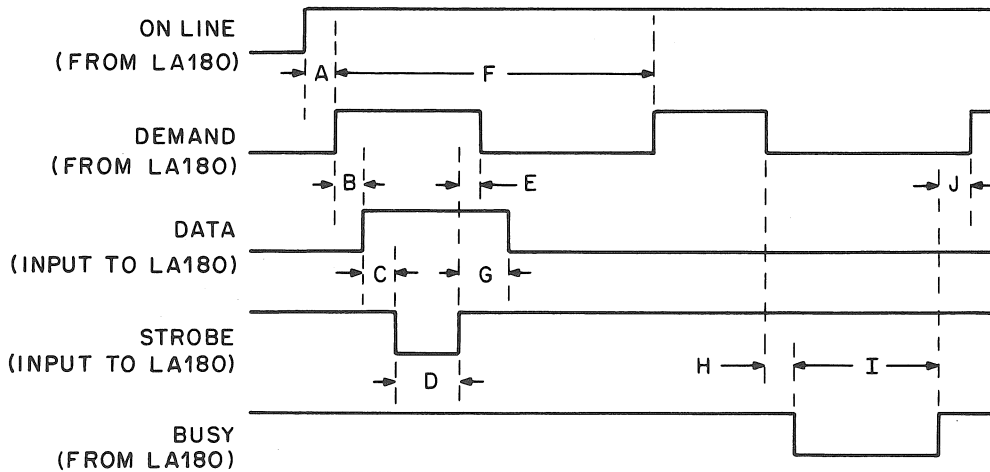 ON LINE
(FROM LA180)
A
F
DEMAND
(FROM LA180)
B
E
J
DATA
(INPUT TO LA180)
C
G
STROBE
(INPUT TO LA180)
D
H
I
BUSY
(FROM LA180)